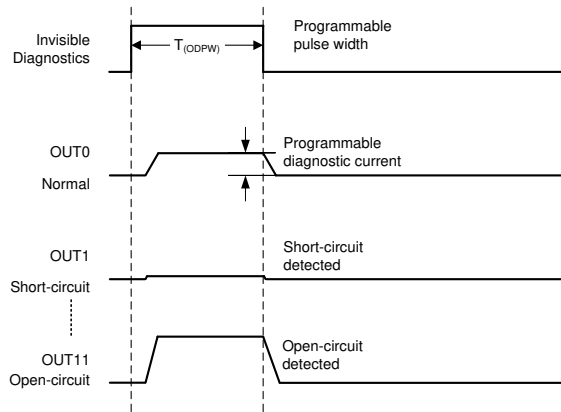 Invisible
Diagnostics
T(ODPW)
Programmable
pulse width
OUT0
Normal
Programmable
diagnostic current
OUT1
Short-circuit
Short-circuit
detected
OUT11
Open-circuit
Open-circuit
detected